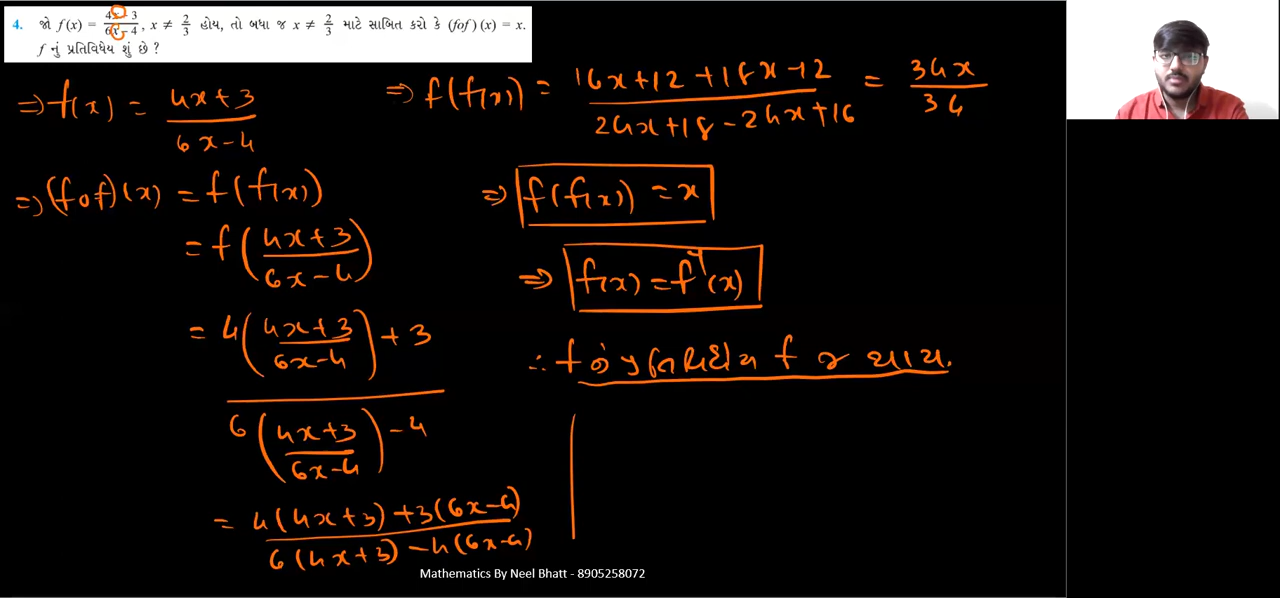 4. જો f(x) = (4x + 3)/(6x − 4), x ≠ 2/3 હોય, તો બધા જ x ≠ 2/3 માટે સાબિત કરો કે (fof) (x) = x.
f નું પ્રતિવિધેય શું છે ?
⇒ f(x) = (4x+3)/(6x−4)
⇒ (fof)(x) = f(f(x))
= f((4x+3)/(6x−4))
= (4((4x+3)/(6x−4)) + 3)/(6((4x+3)/(6x−4)) − 4)
= (4(4x+3) + 3(6x−4))/(6(4x+3) − 4(6x−4))
⇒ f(f(x)) = (16x+12+18x−12)/(24x+18−24x+16) = 34x/34
⇒ f(f(x)) = x
⇒ f(x) = f⁻¹(x)
∴ f નું પ્રતિવિધેય f જ થાય.
Mathematics By Neel Bhatt - 8905258072